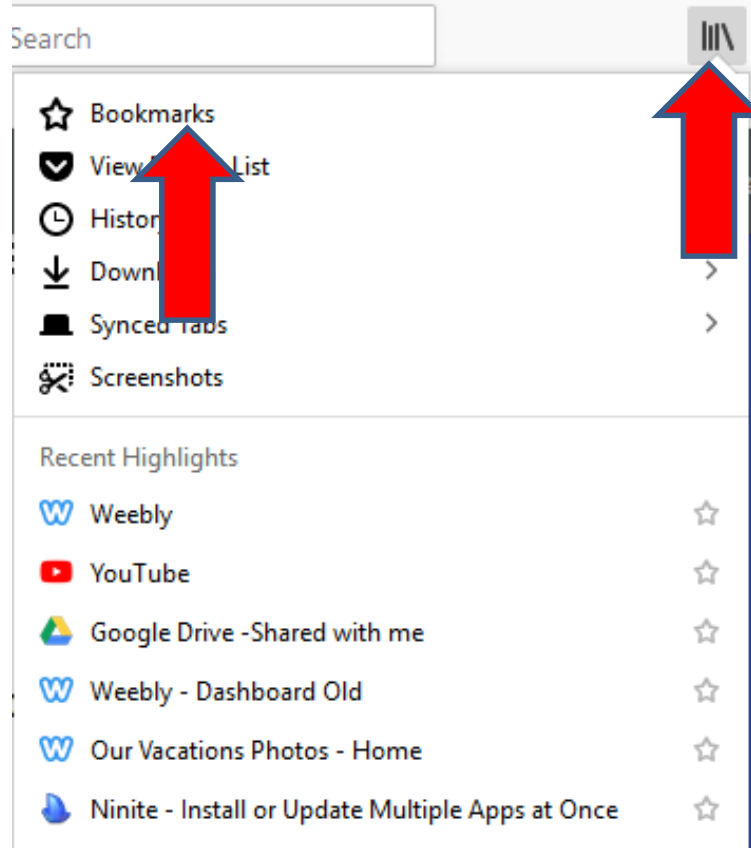 Search
Bookmarks
View List
History
Synced Tabs
Screenshots
Recent Highlights
Weebly
YouTube
Google Drive -Shared with me
Weebly - Dashboard Old
Our Vacations Photos - Home
Ninite - Install or Update Multiple Apps at Once